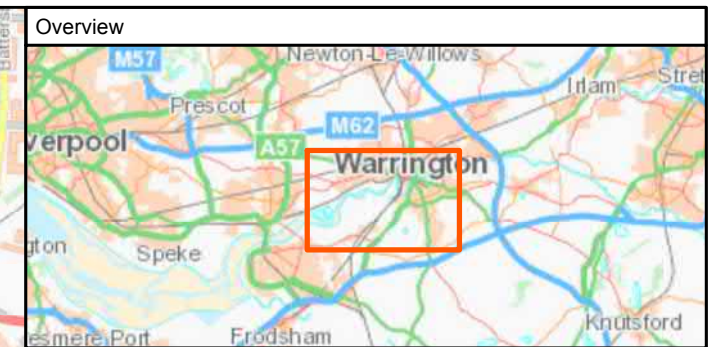 Overview
M57
Newton-Le-Willows
Irlam
Stret
Prescot
M62
verpool
A57
Warrington
gton
Speke
Knutsford
esmere Port
Frodsham